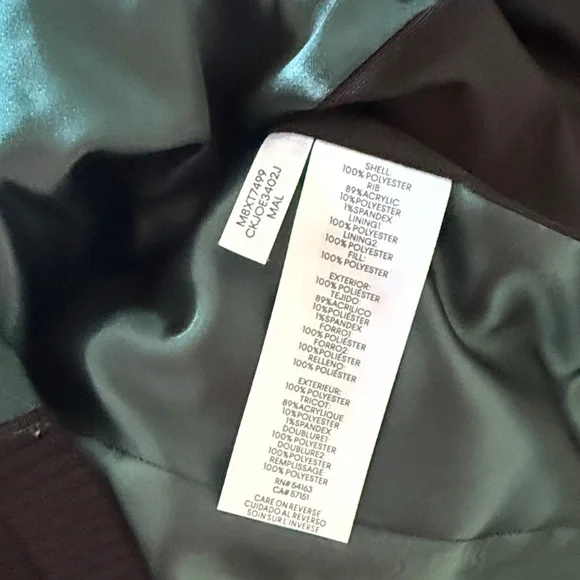 M8XT7499
CKJOE3402J
MAL
SHELL
100% POLYESTER
RIB
89%ACRYLIC
10%POLYESTER
1%SPANDEX
LINING1
100%POLYESTER
LINING2
100% POLYESTER
FILL:
100% POLYESTER
EXTERIOR:
100% POLIÉSTER
TEJIDO:
89%ACRILICO
10%POLIÉSTER
1%SPANDEX
FORRO1
100% POLIÉSTER
FORRO2
100%POLIÉSTER
RELLENO:
100% POLIÉSTER
EXTERIEUR:
100% POLYESTER
TRICOT:
89%ACRYLIQUE
10%POLYESTER
1%SPANDEX
DOUBLURE1
100% POLYESTER
DOUBLURE2
100%POLYESTER
REMPLISSAGE:
100% POLYESTER
RN# 54163
CA# 57151
CARE ON REVERSE
CUIDADO AL REVERSO
SOIN SUR L'INVERSE